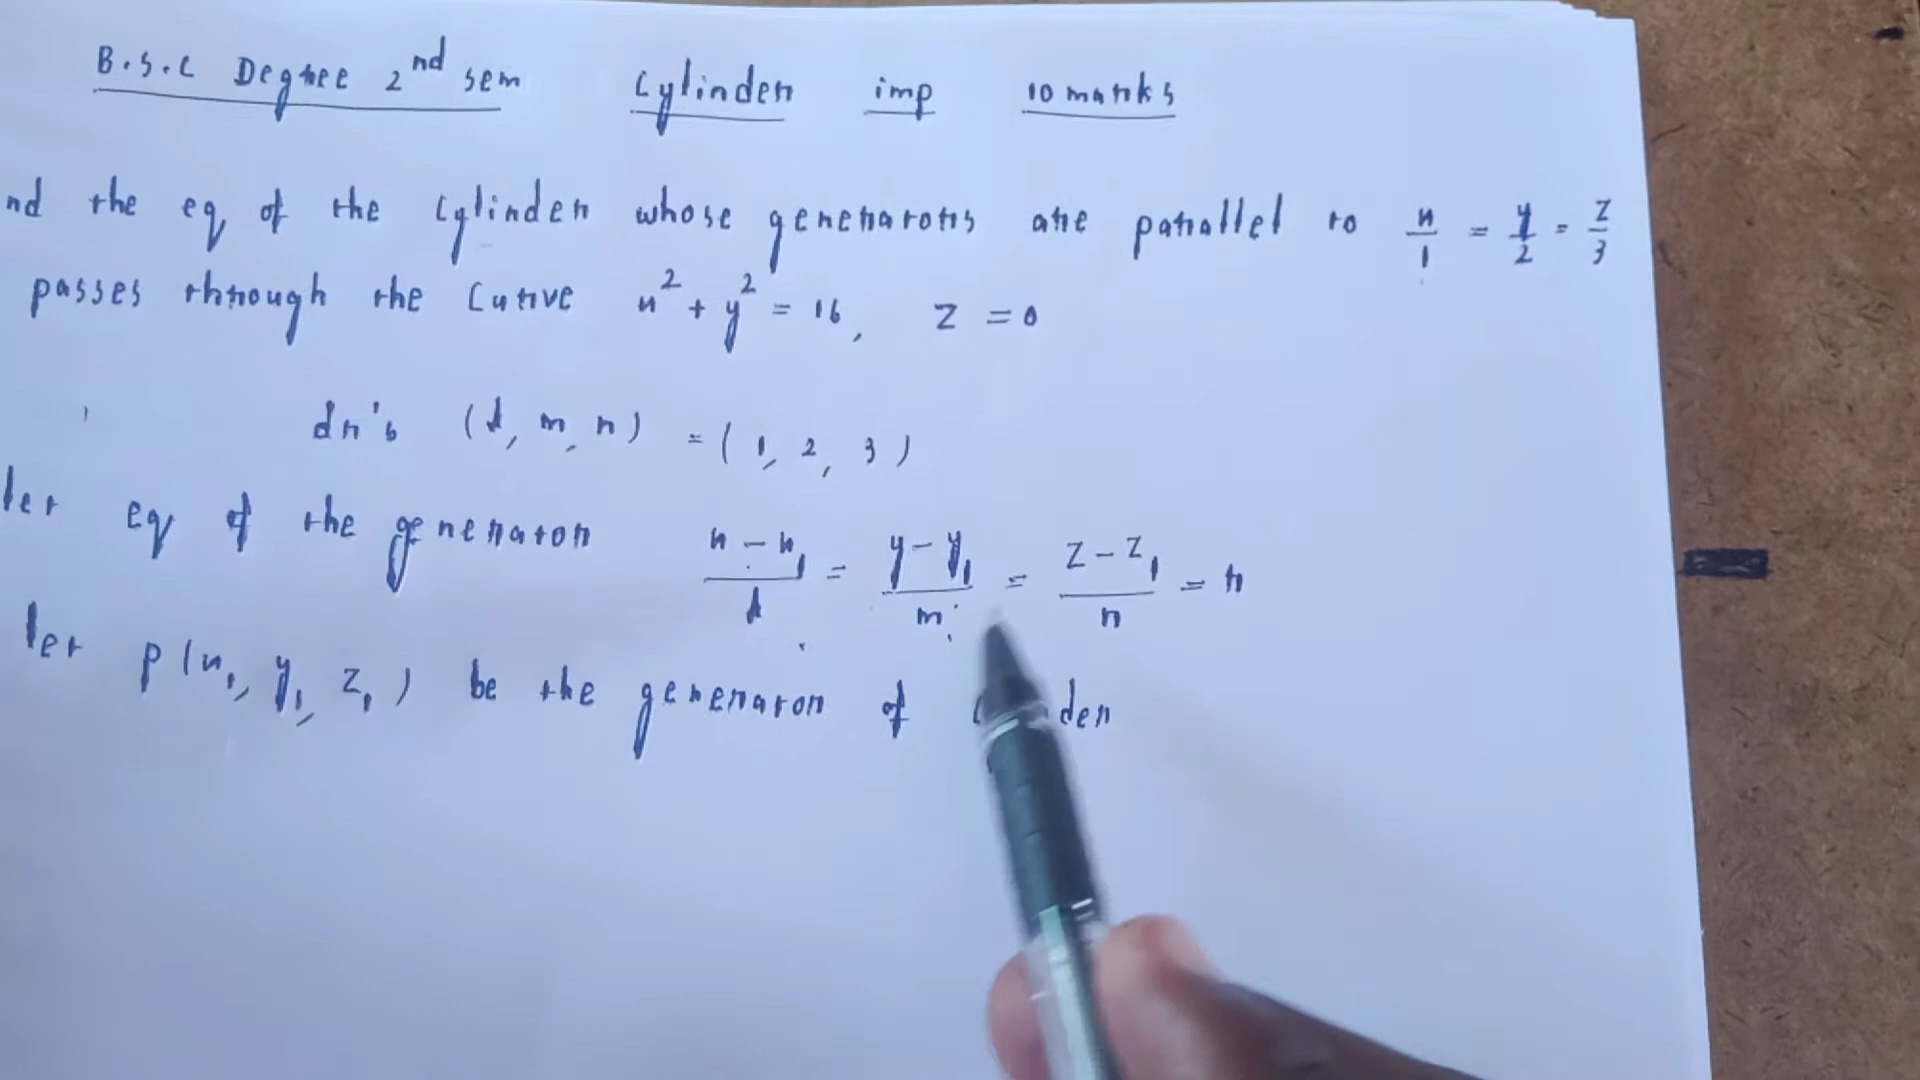 B.S.C Degree 2nd sem Cylinder imp 10 marks
nd the eq of the Cylinder whose generators are parallel to x/1 = y/2 = z/3
passes through the Curve x² + y² = 16, z = 0
dr's (l, m, n) = (1, 2, 3)
let eq of the generator x - x₁/l = y - y₁/m = z - z₁/n = r
let p(x₁, y₁, z₁) be the generator of